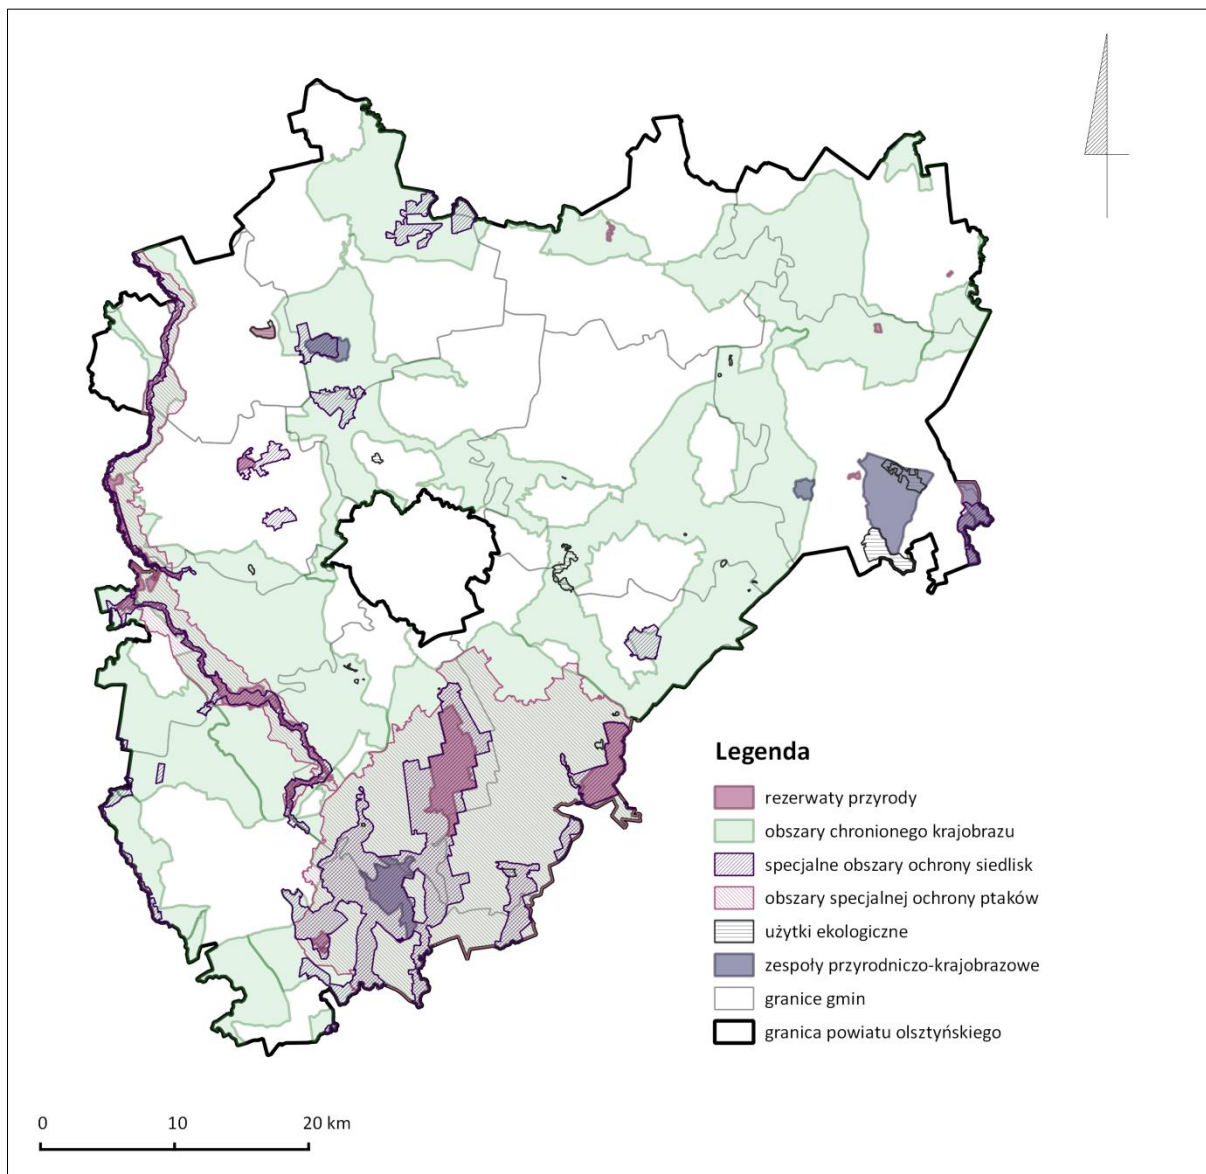 Legenda
rezerwaty przyrody
obszary chronionego krajobrazu
specjalne obszary ochrony siedlisk
obszary specjalnej ochrony ptaków
użytki ekologiczne
zespoły przyrodniczo-krajobrazowe
granice gmin
granica powiatu olsztyńskiego
0 10 20 km